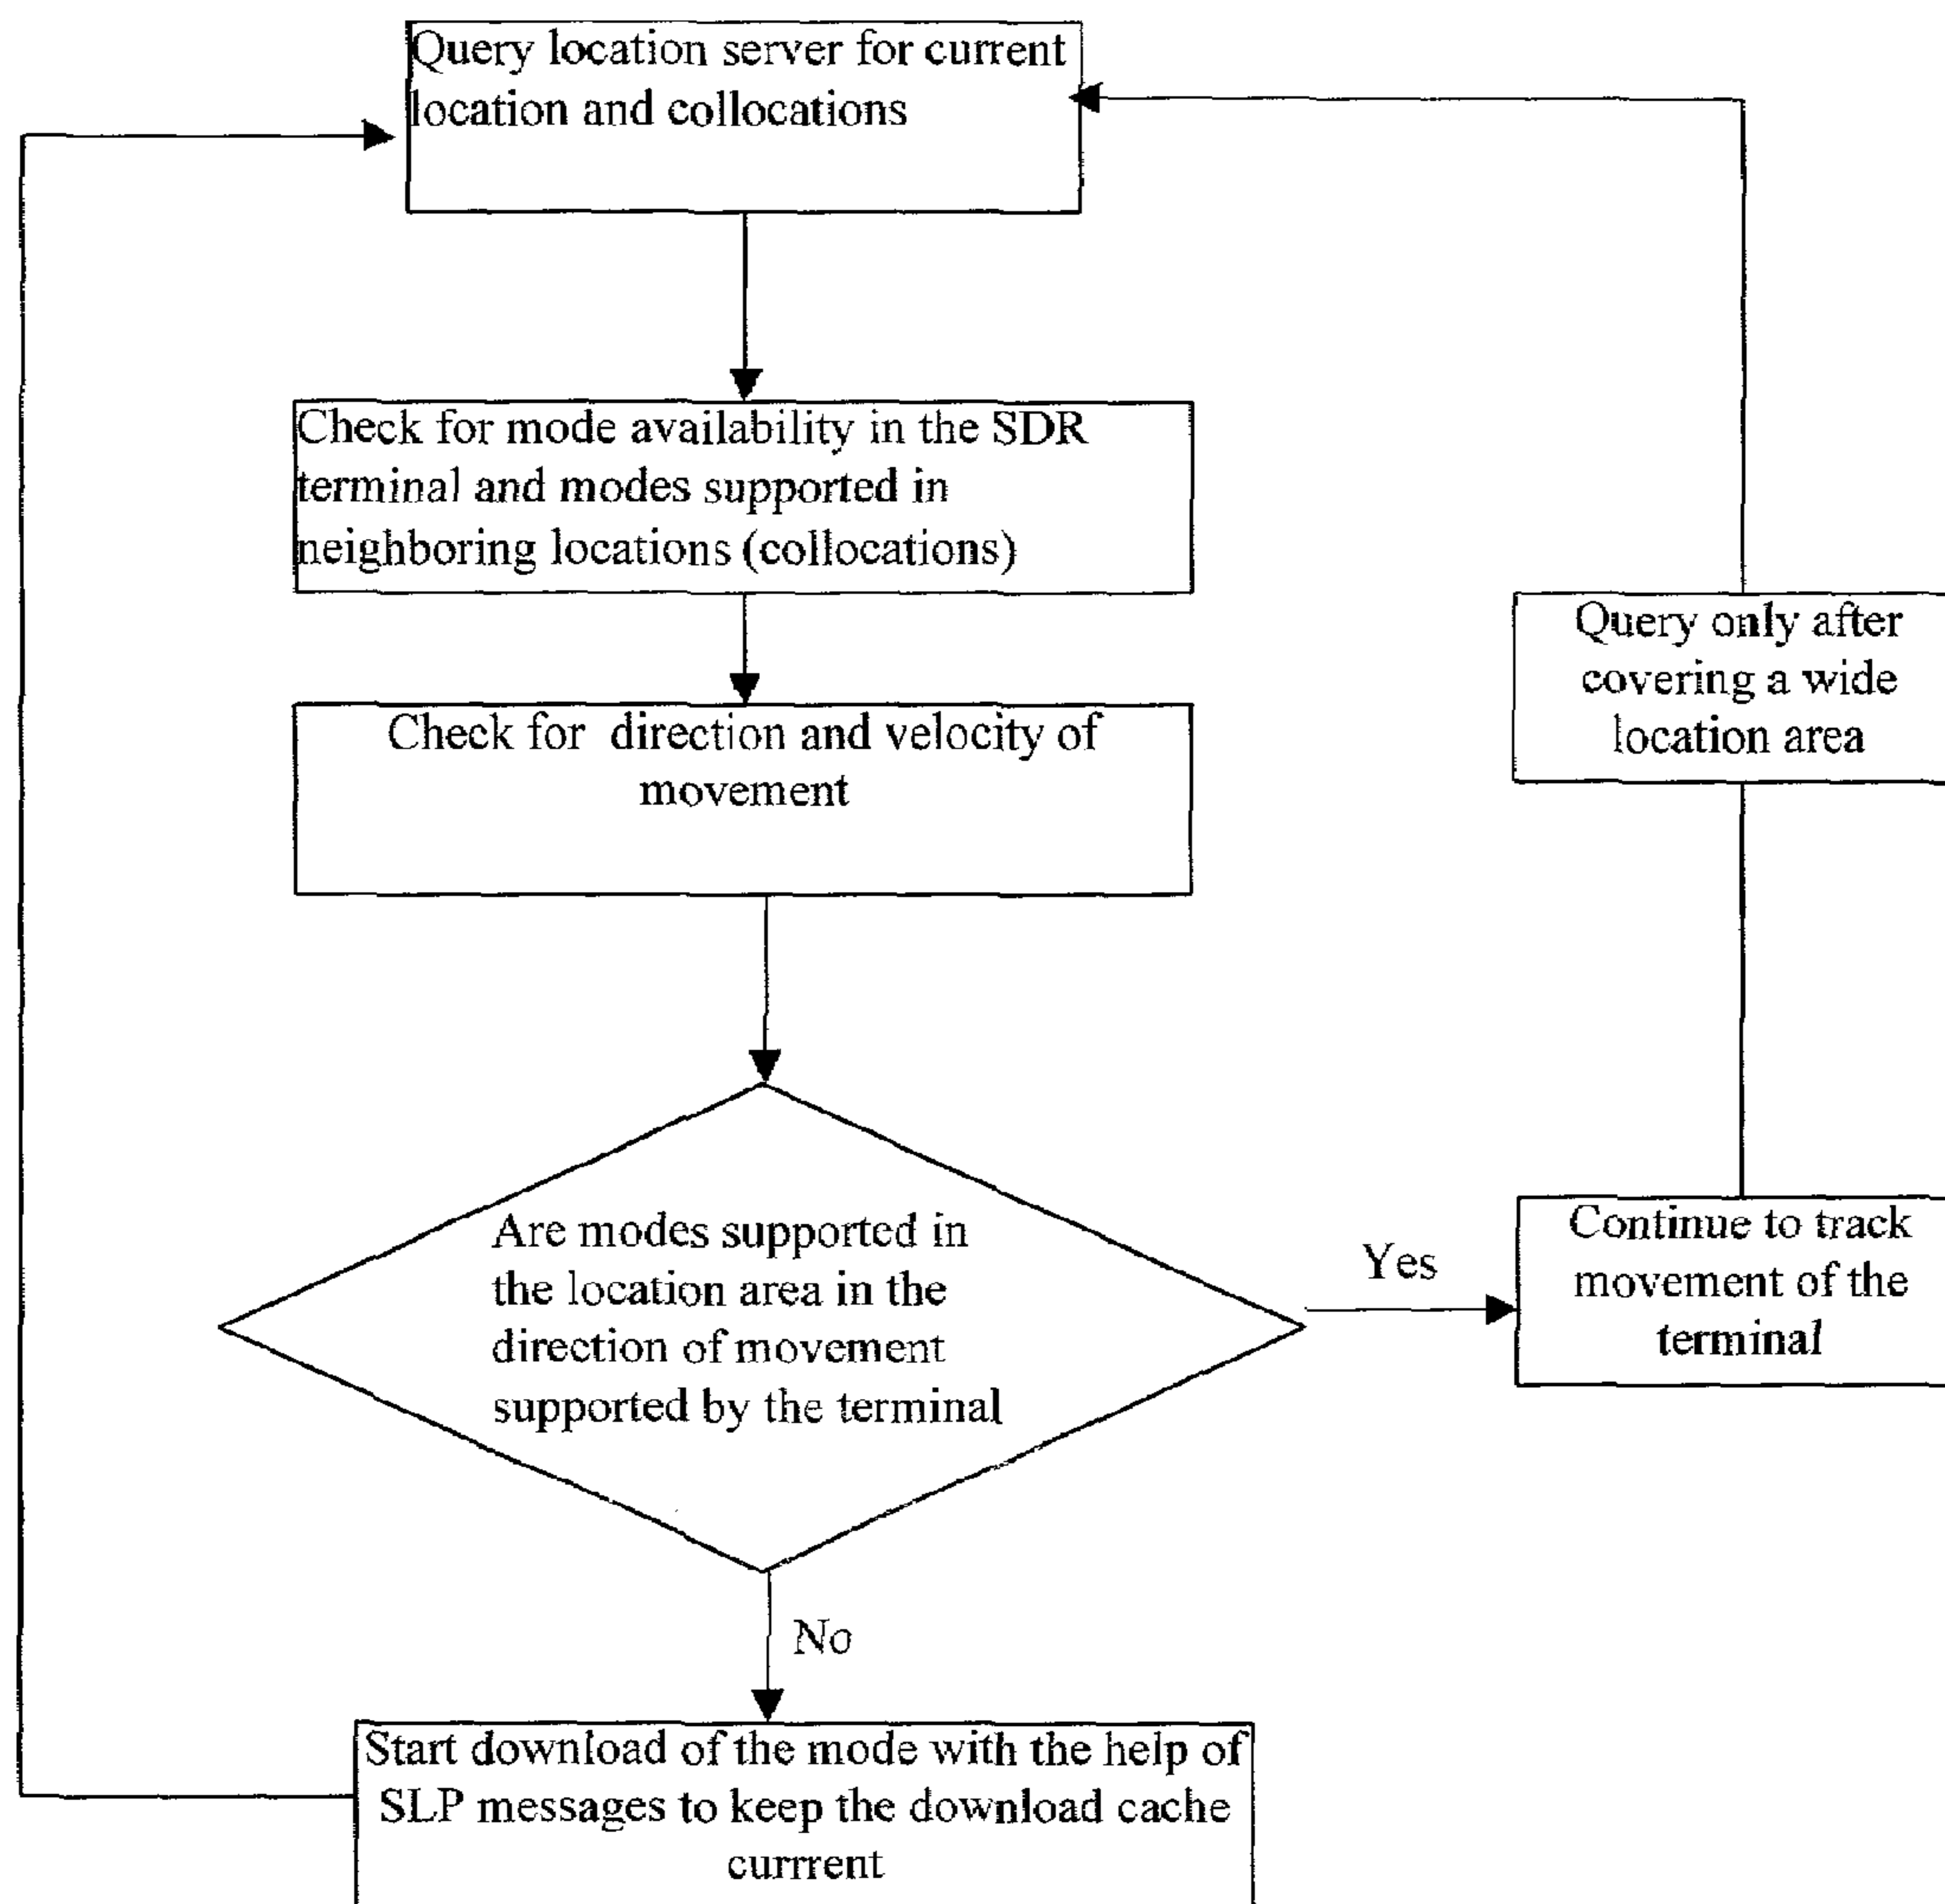 Query location server for current
location and collocations
Check for mode availability in the SDR
terminal and modes supported in
neighboring locations (collocations)
Query only after
covering a wide
location area
Check for direction and velocity of
movement
Are modes supported in
the location area in the
direction of movement
supported by the terminal
Yes
Continue to track
movement of the
terminal
No
Start download of the mode with the help of
SLP messages to keep the download cache
currrent